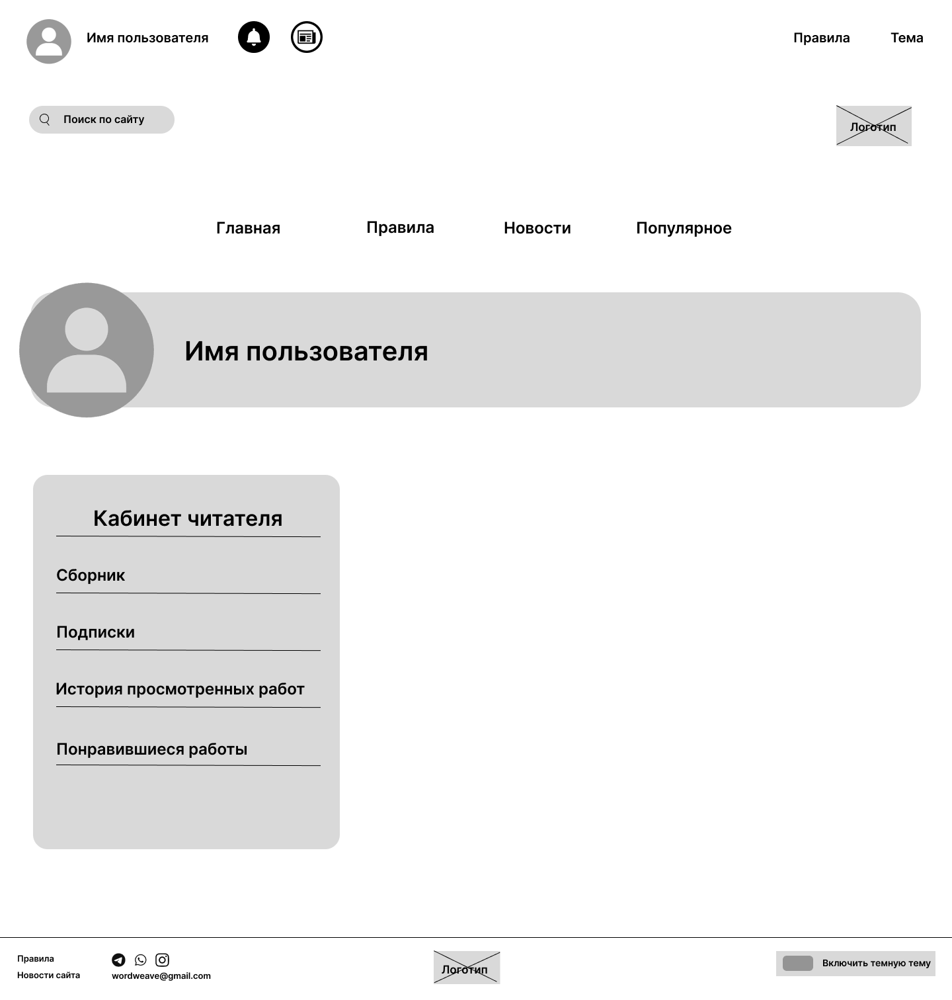 Имя пользователя
Правила
Тема
Поиск по сайту
Логотип
Главная
Правила
Новости
Популярное
Имя пользователя
Кабинет читателя
Сборник
Подписки
История просмотренных работ
Понравившиеся работы
Правила
Новости сайта
wordweave@gmail.com
Логотип
Включить темную тему